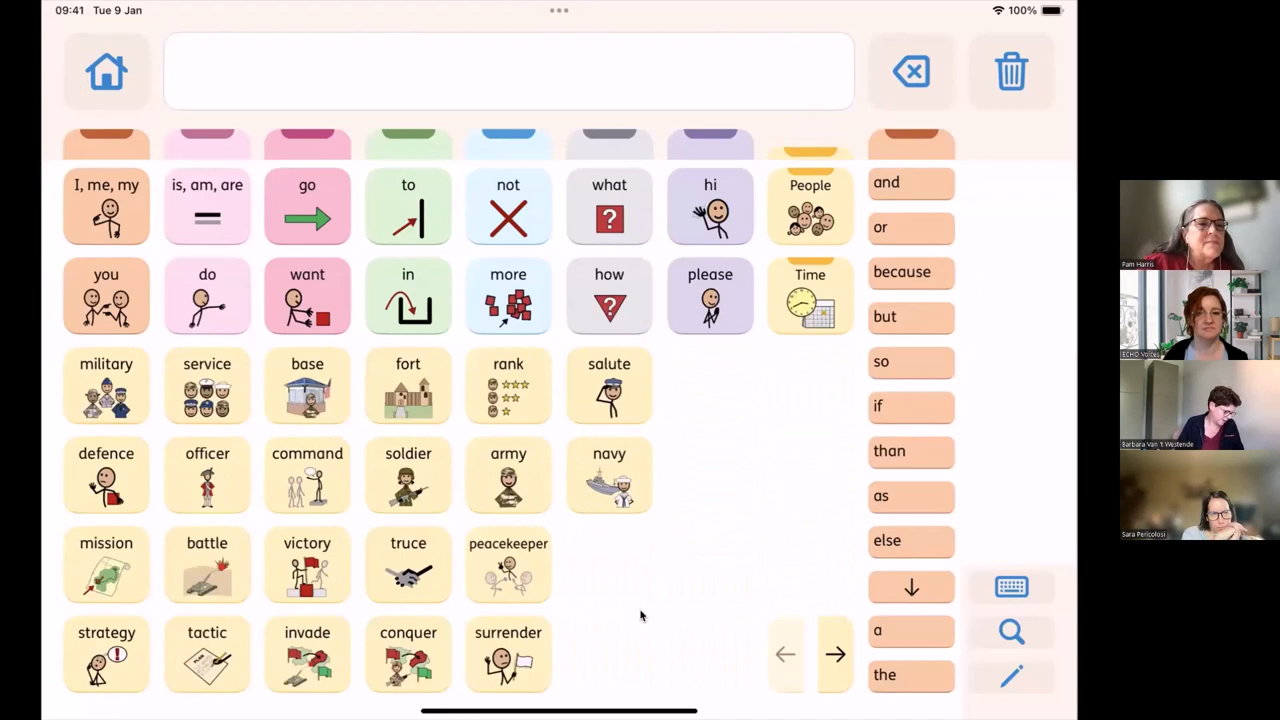 09:41 Tue 9 Jan
100%
I, me, my
is, am, are
go
to
not
what
hi
People
and
or
you
do
want
in
more
how
please
Time
because
but
military
service
base
fort
rank
salute
so
if
defence
officer
command
soldier
army
navy
than
as
mission
battle
victory
truce
peacekeeper
else
strategy
tactic
invade
conquer
surrender
a
the
Pam Harris
ECHO Voices
Barbara Van 't Westende
Sara Pericolosi